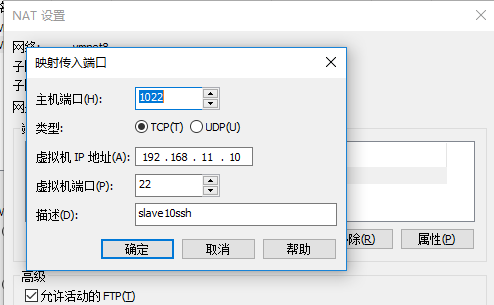 NAT 设置
网络: vmnet8
子
子
网
映射传入端口
主机端口(H): 1022
类型: TCP(T) UDP(U)
虚拟机 IP 地址(A): 192 . 168 . 11 . 10
虚拟机端口(P): 22
描述(D): slave10ssh
确定 取消 帮助
除(R) 属性(P)
高级
允许活动的 FTP(T)